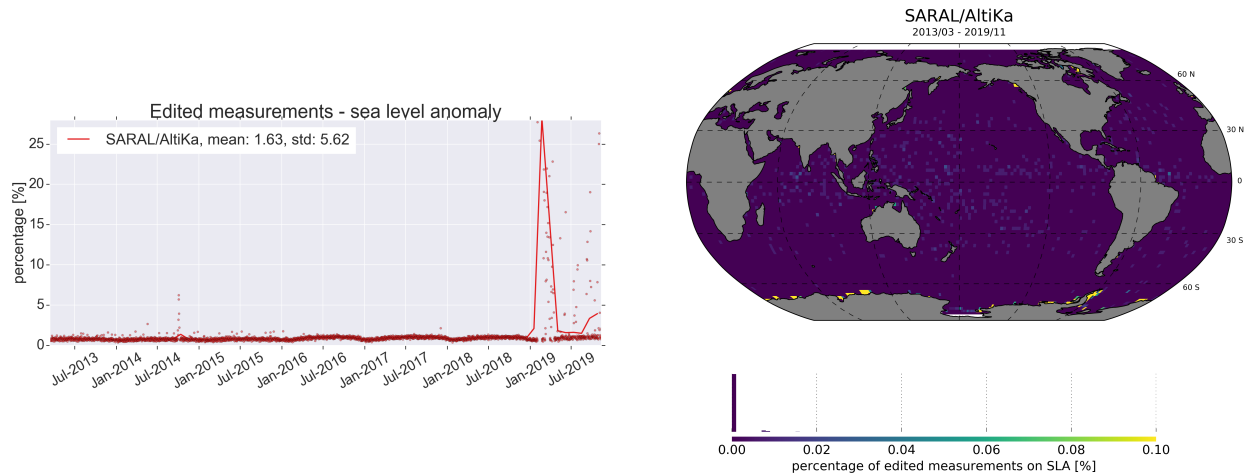 Edited measurements - sea level anomaly
SARAL/AltiKa, mean: 1.63, std: 5.62
percentage [%]
25
20
15
10
5
0
Jul-2013
Jan-2014
Jul-2014
Jan-2015
Jul-2015
Jan-2016
Jul-2016
Jan-2017
Jul-2017
Jan-2018
Jul-2018
Jan-2019
Jul-2019
SARAL/AltiKa
2013/03 - 2019/11
60 N
30 N
0
30 S
60 S
0.00 0.02 0.04 0.06 0.08 0.10
percentage of edited measurements on SLA [%]